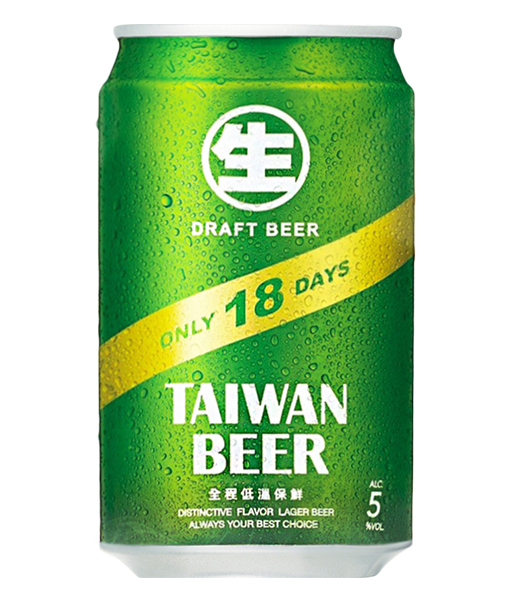 生
DRAFT BEER
ONLY 18 DAYS
TAIWAN
BEER
全程低溫保鮮
DISTINCTIVE FLAVOR LAGER BEER
ALWAYS YOUR BEST CHOICE
ALC.
5
%VOL